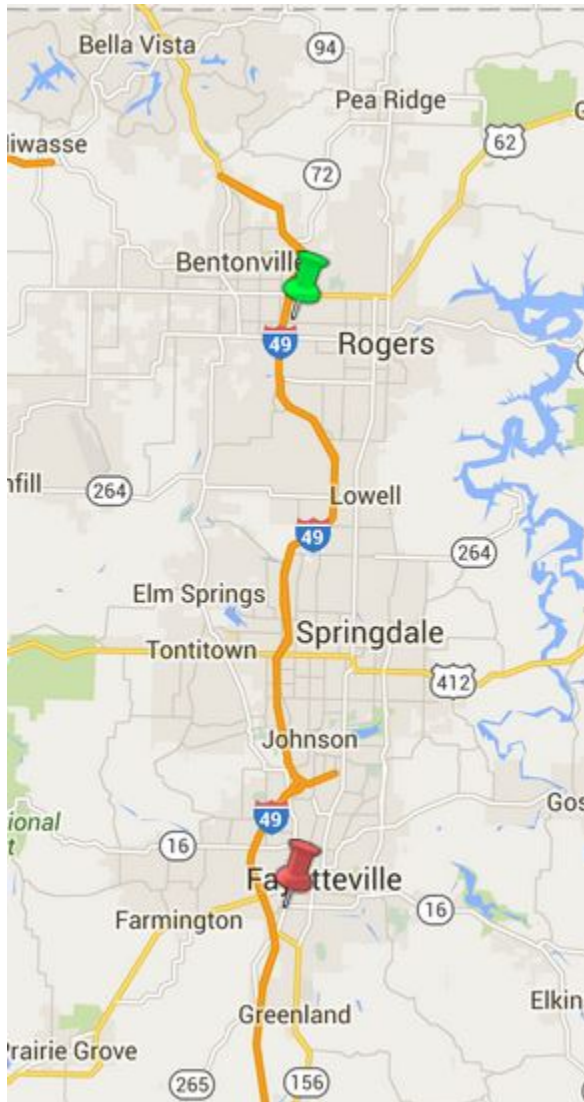 Bella Vista
94
Pea Ridge
62
liwasse
72
Bentonville
49
Rogers
nfill
264
Lowell
49
264
Elm Springs
Springdale
Tontitown
412
Johnson
Gos
49
ional
16
Fayetteville
16
Farmington
Elkin
Greenland
Prairie Grove
265
156